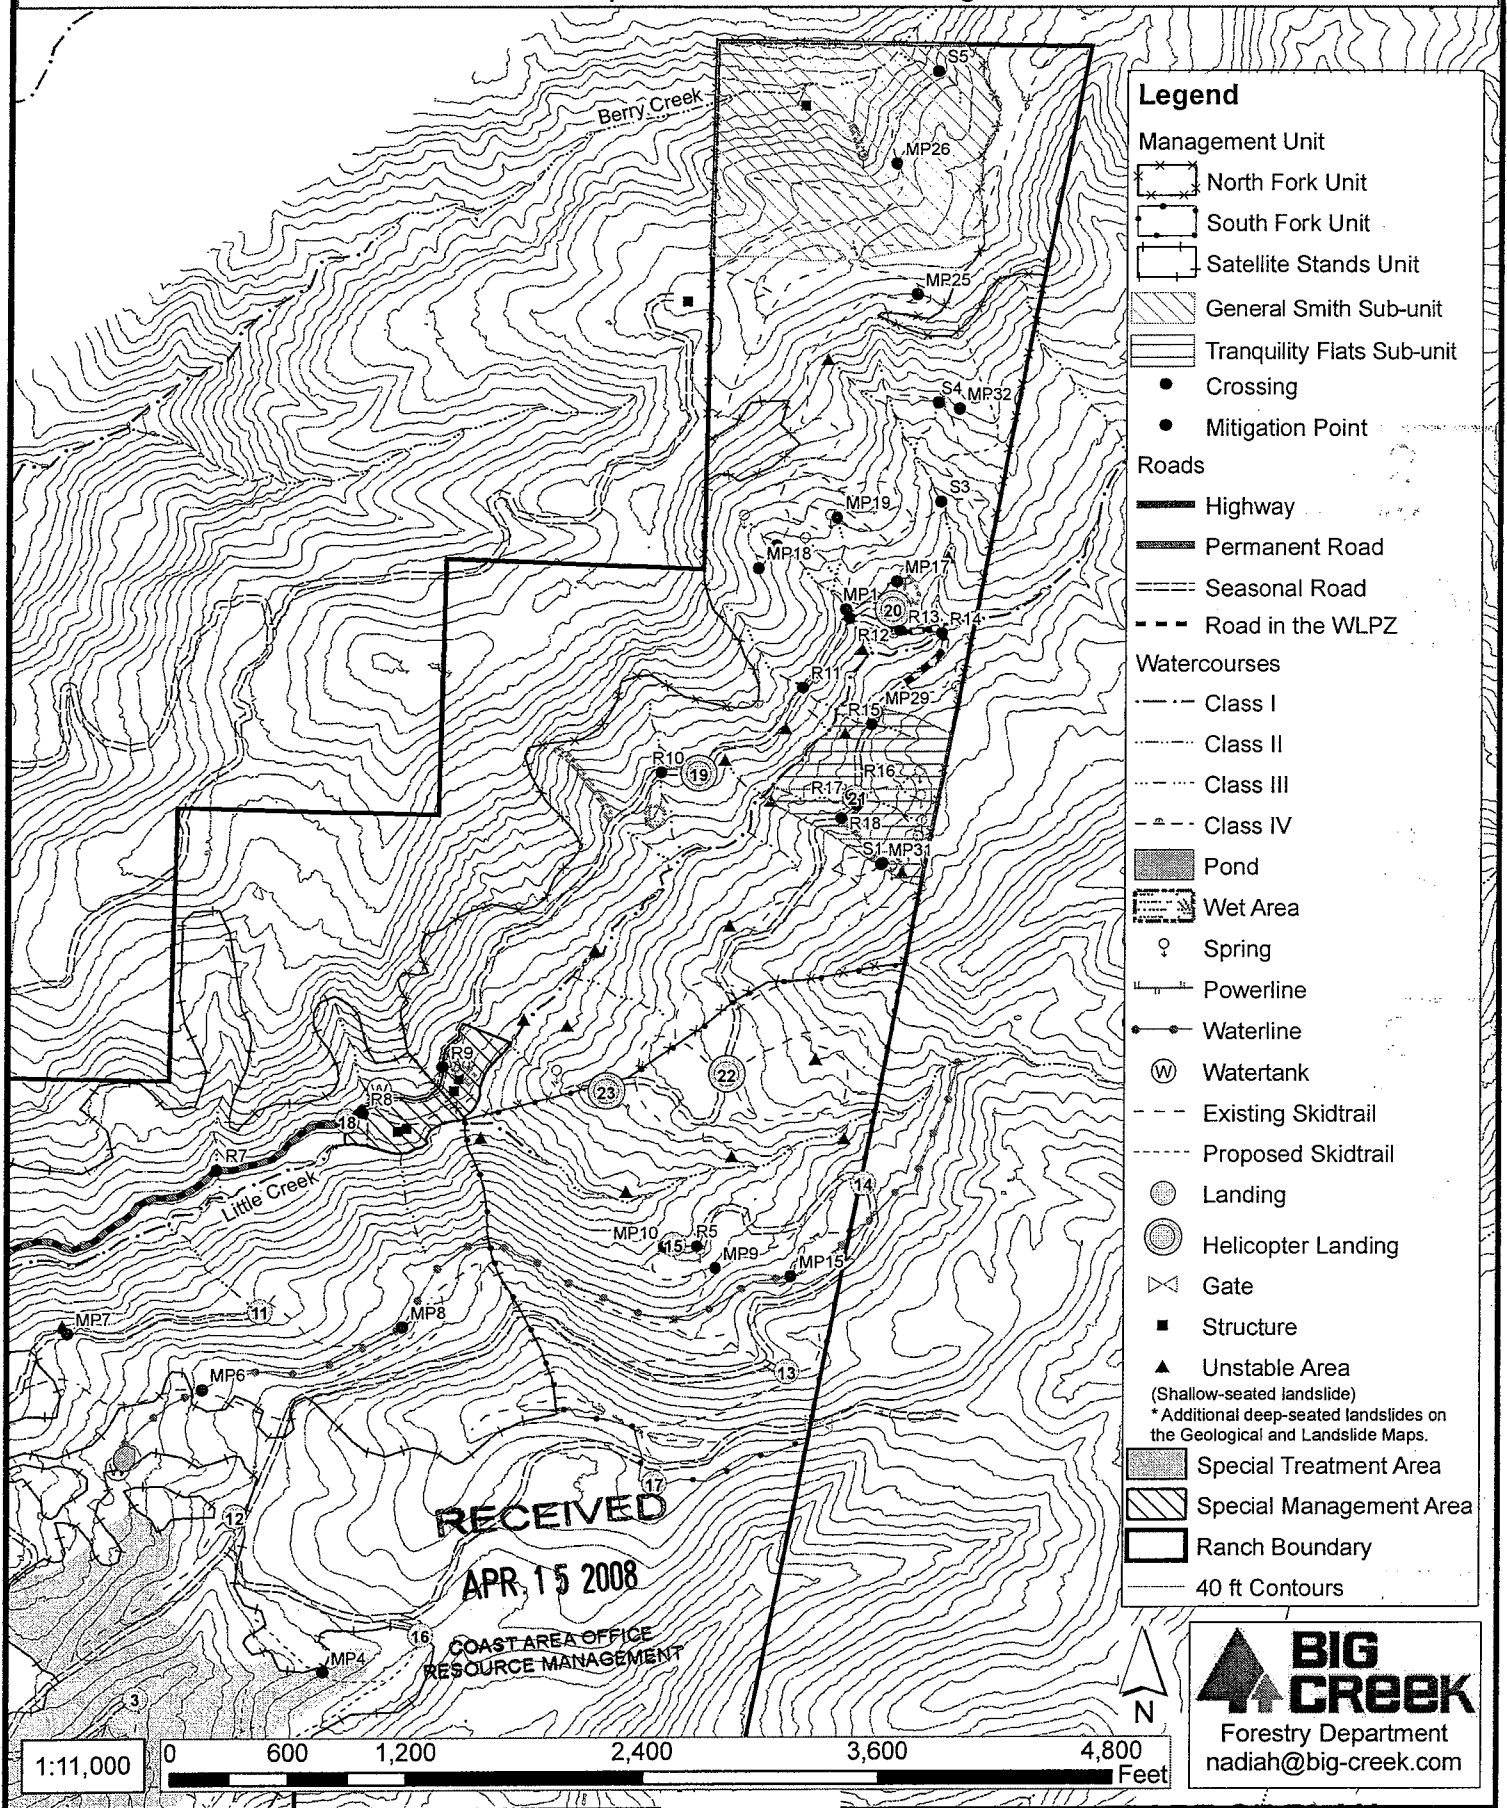 Legend
Management Unit
North Fork Unit
South Fork Unit
Satellite Stands Unit
General Smith Sub-unit
Tranquility Flats Sub-unit
Crossing
Mitigation Point
Roads
Highway
Permanent Road
Seasonal Road
Road in the WLPZ
Watercourses
Class I
Class II
Class III
Class IV
Pond
Wet Area
Spring
Powerline
Waterline
W Watertank
Existing Skidtrail
Proposed Skidtrail
Landing
Helicopter Landing
Gate
Structure
Unstable Area
(Shallow-seated landslide)
* Additional deep-seated landslides on
the Geological and Landslide Maps.
Special Treatment Area
Special Management Area
Ranch Boundary
40 ft Contours
Berry Creek
S5
MP26
MP25
S4 MP32
S3
MP19
MP18
MP17
MP1
20
R13
R14
R12
R11
MP29
R15
R10
19
R16
R17
21
R18
S1 MP31
R9
W
R8
18
22
23
R7
Little Creek
14
MP10
15
R5
MP9
MP15
11
MP7
MP8
13
MP6
17
12
RECEIVED
APR. 15 2008
COAST AREA OFFICE
RESOURCE MANAGEMENT
16
MP4
3
N
BIG
CREEK
Forestry Department
nadiah@big-creek.com
1:11,000
0 600 1,200 2,400 3,600 4,800
Feet